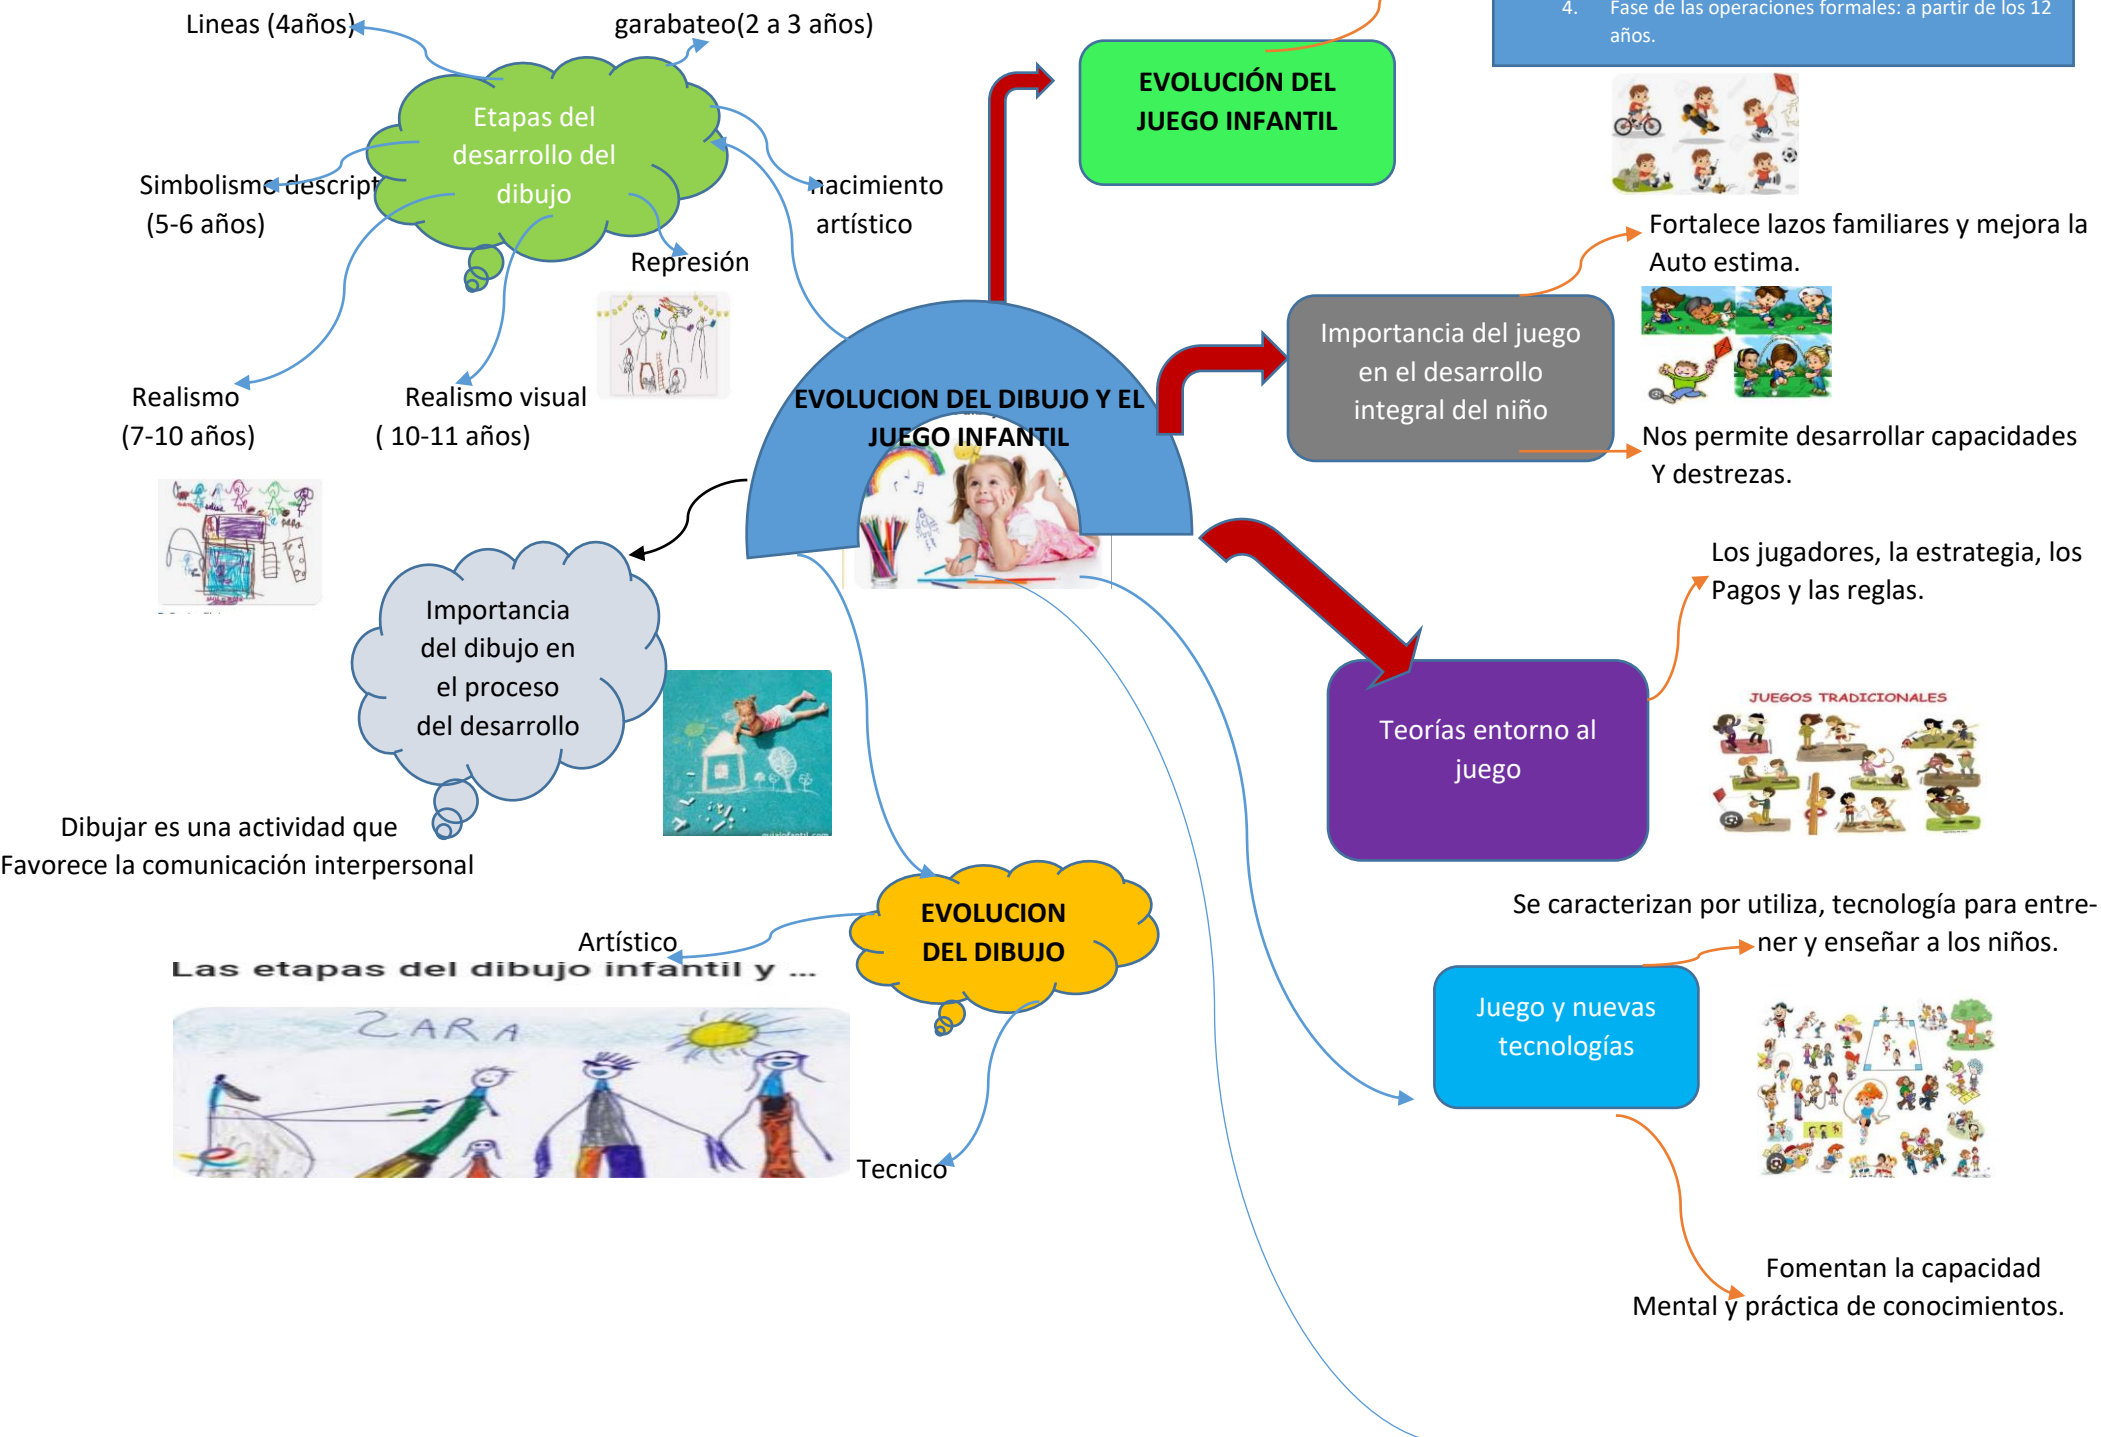 Lineas (4años)
garabateo(2 a 3 años)
Etapas del
desarrollo del
dibujo
Simbolismo descript
(5-6 años)
nacimiento
artístico
Represión
Realismo
(7-10 años)
Realismo visual
( 10-11 años)
4. Fase de las operaciones formales: a partir de los 12
años.
EVOLUCIÓN DEL
JUEGO INFANTIL
EVOLUCION DEL DIBUJO Y EL
JUEGO INFANTIL
Importancia del juego
en el desarrollo
integral del niño
Fortalece lazos familiares y mejora la
Auto estima.
Nos permite desarrollar capacidades
Y destrezas.
Los jugadores, la estrategia, los
Pagos y las reglas.
Teorías entorno al
juego
JUEGOS TRADICIONALES
Importancia
del dibujo en
el proceso
del desarrollo
guiainfantil.com
Dibujar es una actividad que
Favorece la comunicación interpersonal
EVOLUCION
DEL DIBUJO
Artístico
Las etapas del dibujo infantil y ...
ZARA
Tecnico
Se caracterizan por utiliza, tecnología para entre-
ner y enseñar a los niños.
Juego y nuevas
tecnologías
Fomentan la capacidad
Mental y práctica de conocimientos.